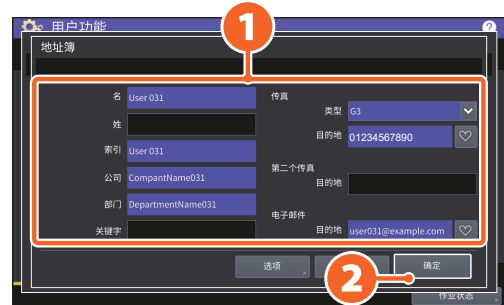 用户功能
?
1
地址簿
名 User 031
姓
索引 User 031
公司 CompantName031
部门 DepartmentName031
关键字
传真
类型 G3
目的地 01234567890
第二个传真
目的地
电子邮件
目的地 user031@example.com
选项
确定
2
作业状态